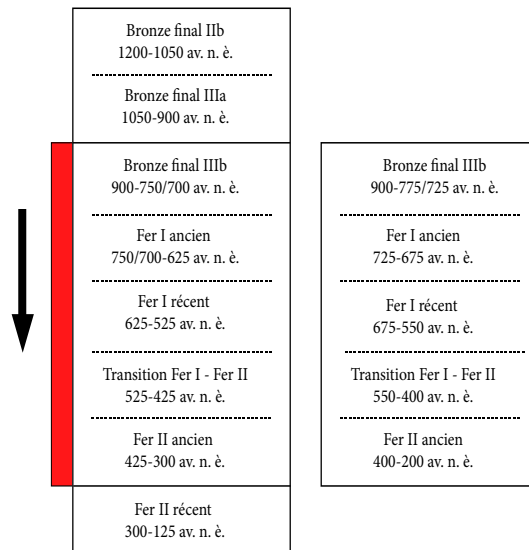 Bronze final IIb
1200-1050 av. n. è.
Bronze final IIIa
1050-900 av. n. è.
Bronze final IIIb
900-750/700 av. n. è.
Fer I ancien
750/700-625 av. n. è.
Fer I récent
625-525 av. n. è.
Transition Fer I - Fer II
525-425 av. n. è.
Fer II ancien
425-300 av. n. è.
Fer II récent
300-125 av. n. è.
Bronze final IIIb
900-775/725 av. n. è.
Fer I ancien
725-675 av. n. è.
Fer I récent
675-550 av. n. è.
Transition Fer I - Fer II
550-400 av. n. è.
Fer II ancien
400-200 av. n. è.